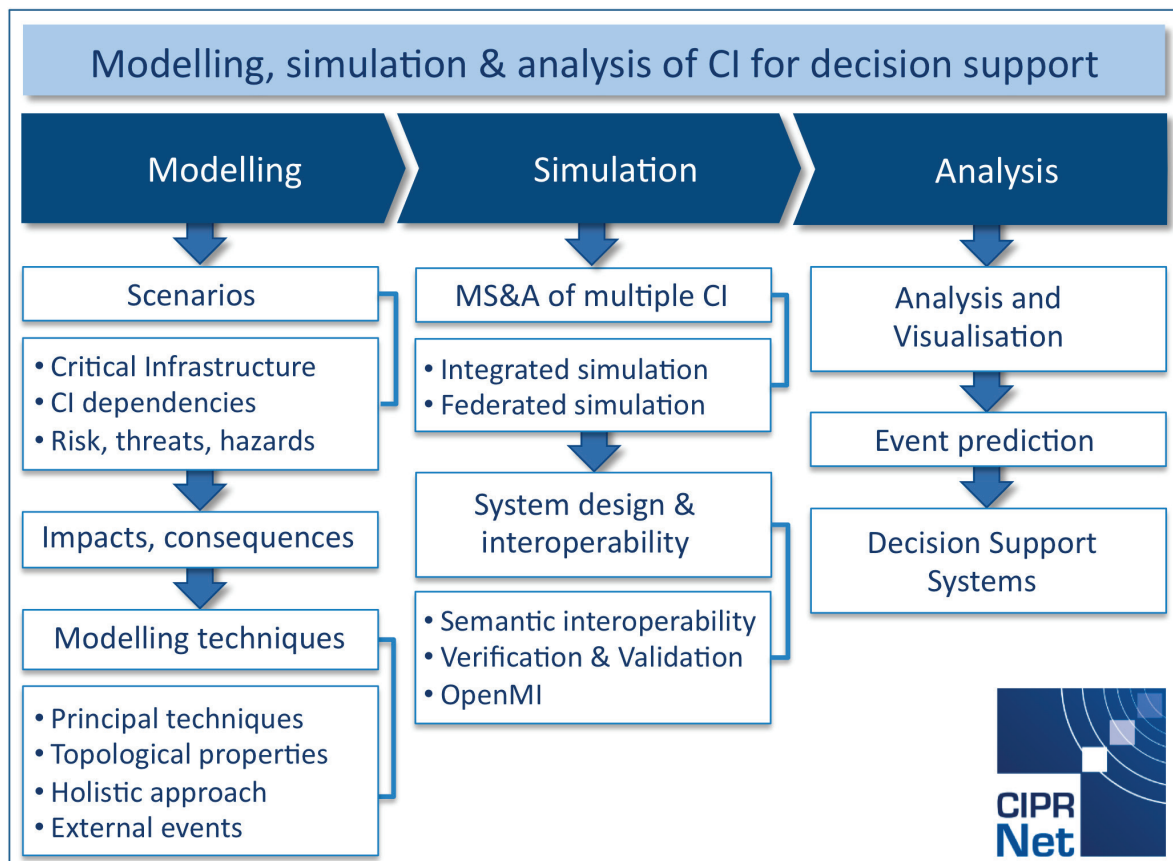 Modelling, simulation & analysis of CI for decision support
Modelling
Simulation
Analysis
Scenarios
• Critical Infrastructure
• CI dependencies
• Risk, threats, hazards
Impacts, consequences
Modelling techniques
• Principal techniques
• Topological properties
• Holistic approach
• External events
MS&A of multiple CI
• Integrated simulation
• Federated simulation
System design &
interoperability
• Semantic interoperability
• Verification & Validation
• OpenMI
Analysis and
Visualisation
Event prediction
Decision Support
Systems
CIPR
Net